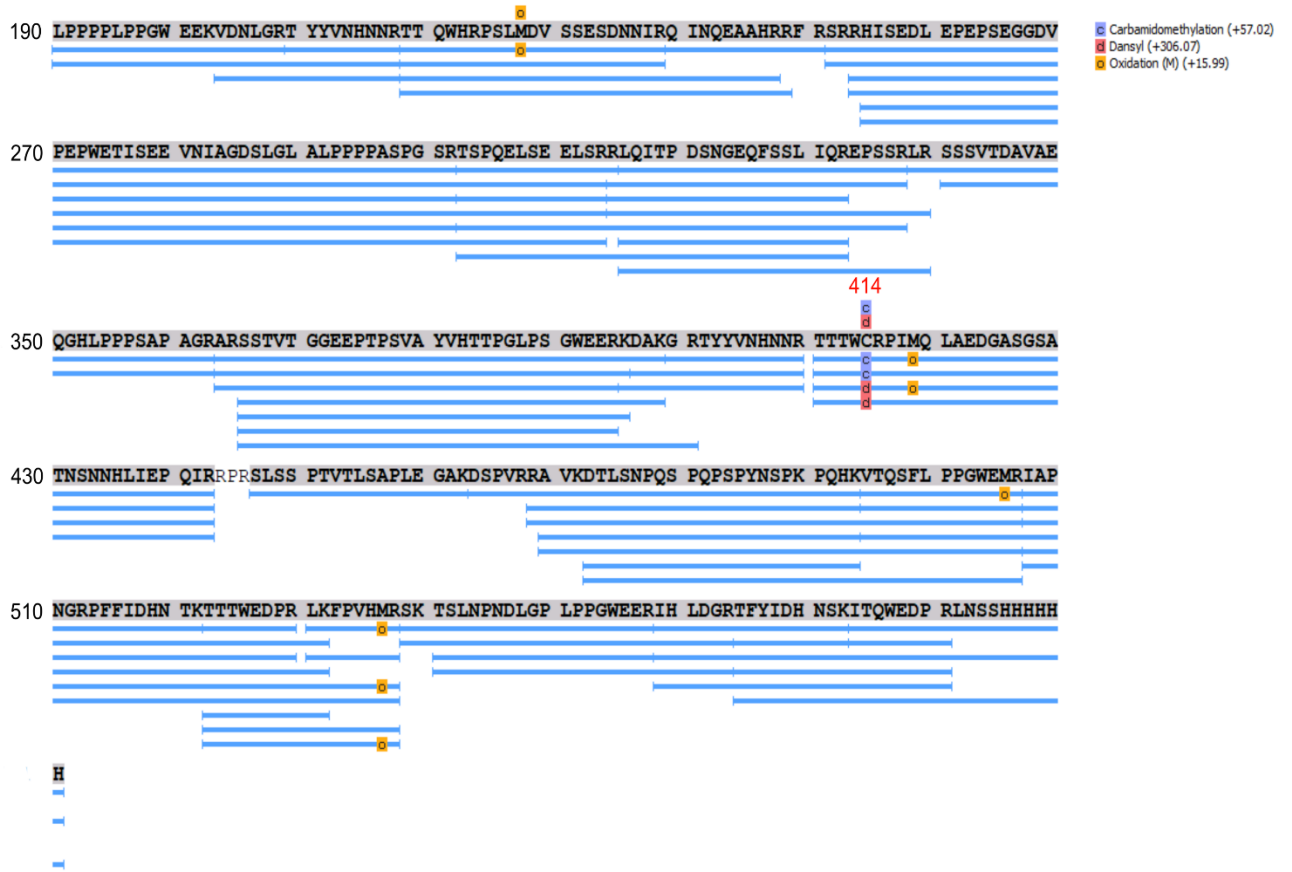 o
190 LPPPPPLPPGW EEKVDNLGRT YYVNHNNRTT QWHRPSLMDV SSESDNNIRQ INQEAAHRRF RSRRHISEDL EPEPSEGGDV
c Carbamidomethylation (+57.02)
d Dansyl (+306.07)
o Oxidation (M) (+15.99)
o
270 PEPWETISEE VNIAGDSLGL ALPPPPASPG SRTSPQELSE ELSRRLQITP DSNGEQFSSL IQREPSSRLR SSSVTDAVAE
414
c
d
350 QGHLPPPSAP AGRARSSTVT GGEEPTPSVA YVHTTPGLPS GWEERKDAKG RTYYVNHNNR TTTWCRPIMQ LAEDGASGSA
c o
c
d o
d
430 TNSNNHLIEP QIRRPRSLSS PTVTLSAPLE GAKDSPVRRA VKDTLSNPQS PQPSPYNSPK PQHKVTQSFL PPGWEMRIAP
o
510 NGRPFFIDHN TKTTTWEDPR LKFPVHMRSK TSLNPNDLGP LPPGWEERIH LDGRTFYIDH NSKITQWEDP RLNSSHHHHH
o
o
o
H